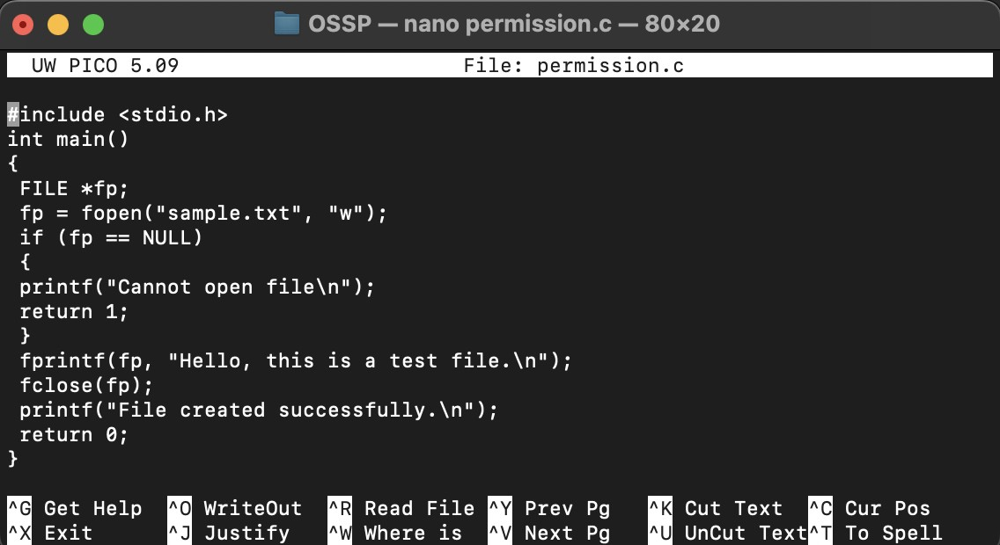 OSSP — nano permission.c — 80×20
UW PICO 5.09 File: permission.c
#include <stdio.h>
int main()
{
 FILE *fp;
 fp = fopen("sample.txt", "w");
 if (fp == NULL)
 {
 printf("Cannot open file\n");
 return 1;
 }
 fprintf(fp, "Hello, this is a test file.\n");
 fclose(fp);
 printf("File created successfully.\n");
 return 0;
}
^G Get Help ^O WriteOut ^R Read File ^Y Prev Pg ^K Cut Text ^C Cur Pos
^X Exit ^J Justify ^W Where is ^V Next Pg ^U UnCut Text^T To Spell